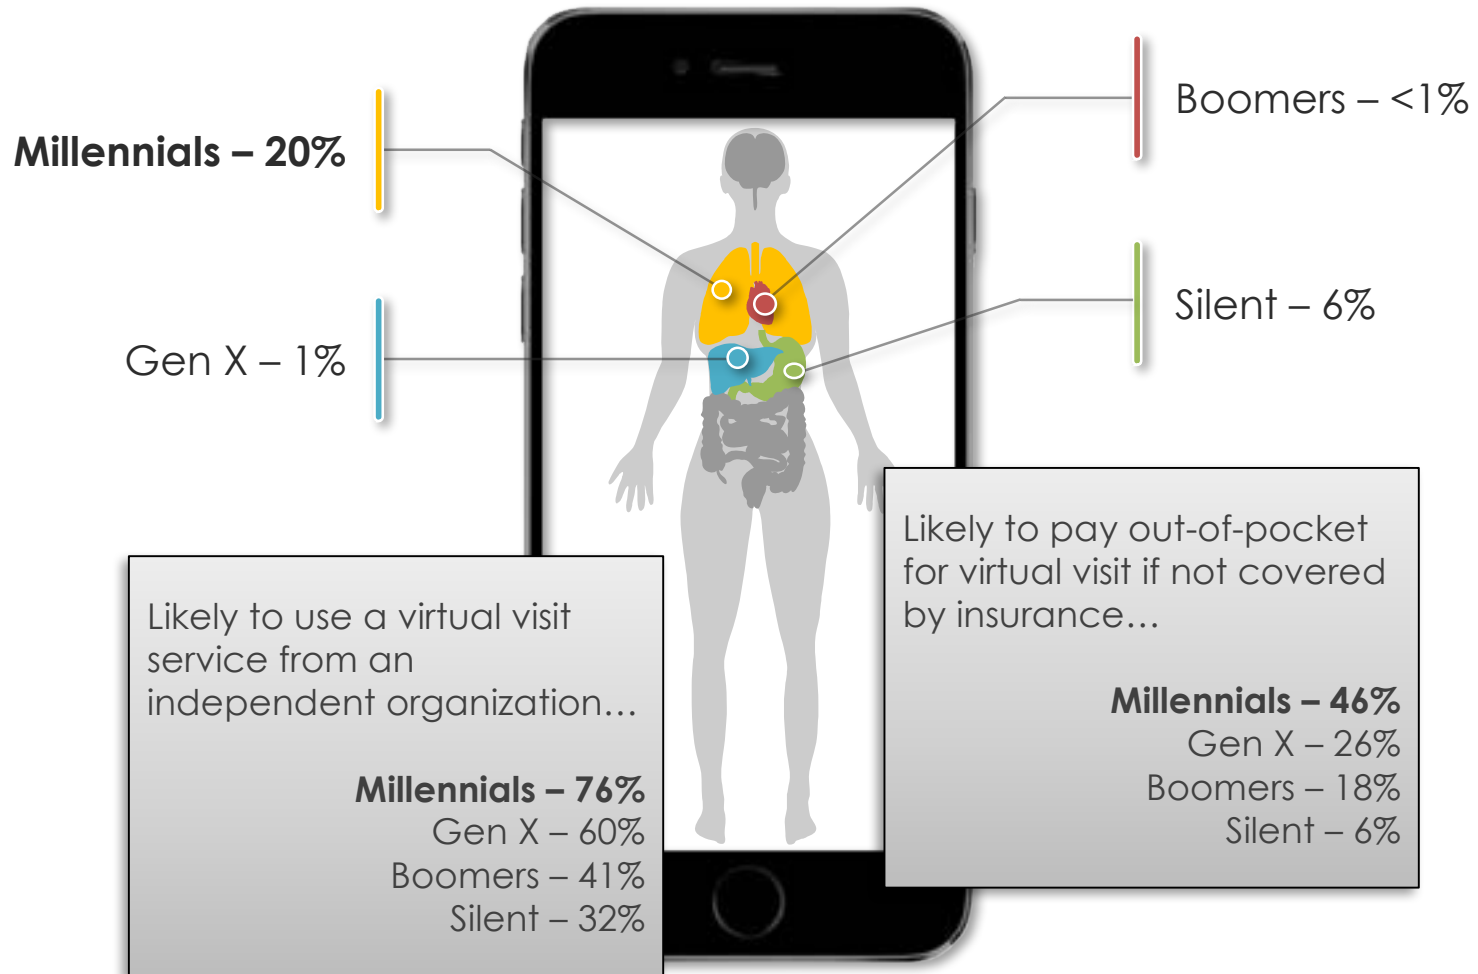 Millennials – 20%
Gen X – 1%
Boomers – <1%
Silent – 6%
Likely to use a virtual visit
service from an
independent organization…
Millennials – 76%
Gen X – 60%
Boomers – 41%
Silent – 32%
Likely to pay out-of-pocket
for virtual visit if not covered
by insurance…
Millennials – 46%
Gen X – 26%
Boomers – 18%
Silent – 6%